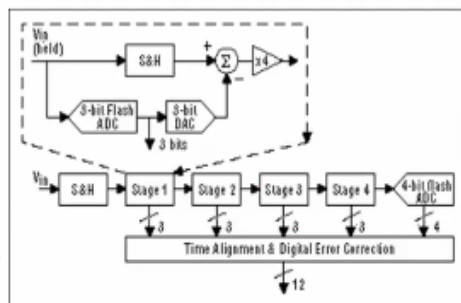 Vin
(held)
S&H
+
Σ
x4
−
3-bit Flash
ADC
3-bit
DAC
3 bits
Vin
S&H
Stage 1
Stage 2
Stage 3
Stage 4
4-bit flash
ADC
3
3
3
3
4
Time Alignment & Digital Error Correction
12